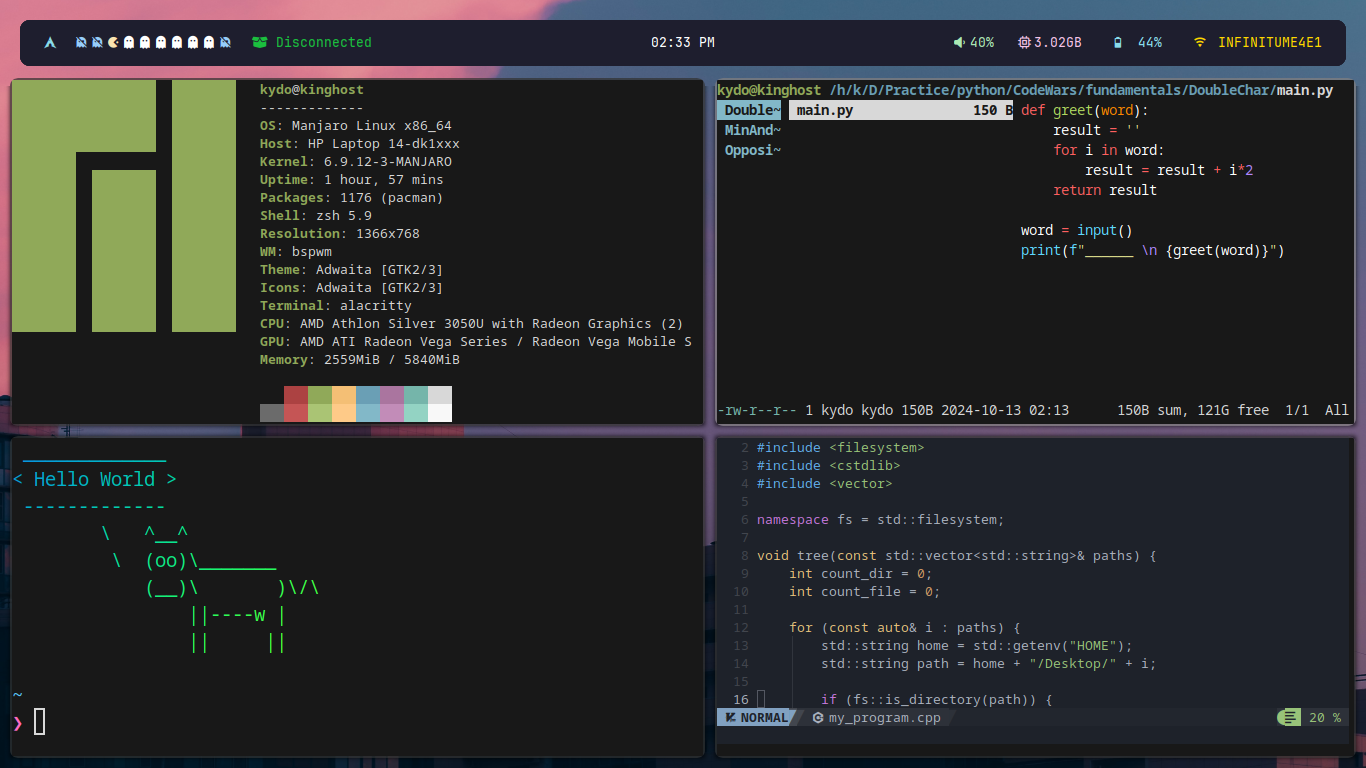 Disconnected
02:33 PM
40%
3.02GB
44%
INFINITUME4E1
kydo@kinghost
-------------
OS: Manjaro Linux x86_64
Host: HP Laptop 14-dk1xxx
Kernel: 6.9.12-3-MANJARO
Uptime: 1 hour, 57 mins
Packages: 1176 (pacman)
Shell: zsh 5.9
Resolution: 1366x768
WM: bspwm
Theme: Adwaita [GTK2/3]
Icons: Adwaita [GTK2/3]
Terminal: alacritty
CPU: AMD Athlon Silver 3050U with Radeon Graphics (2)
GPU: AMD ATI Radeon Vega Series / Radeon Vega Mobile S
Memory: 2559MiB / 5840MiB
kydo@kinghost /h/k/D/Practice/python/CodeWars/fundamentals/DoubleChar/main.py
Double~
MinAnd~
Opposi~
main.py 150 B
def greet(word):
    result = ''
    for i in word:
        result = result + i*2
    return result
word = input()
print(f"______ \n {greet(word)}")
-rw-r--r-- 1 kydo kydo 150B 2024-10-13 02:13 150B sum, 121G free 1/1 All
 _____________
< Hello World >
 -------------
        \   ^__^
         \  (oo)\_______
            (__)\       )\/\
                ||----w |
                ||     ||
~
❯
2 #include <filesystem>
3 #include <cstdlib>
4 #include <vector>
5
6 namespace fs = std::filesystem;
7
8 void tree(const std::vector<std::string>& paths) {
9     int count_dir = 0;
10     int count_file = 0;
11
12     for (const auto& i : paths) {
13         std::string home = std::getenv("HOME");
14         std::string path = home + "/Desktop/" + i;
15
16         if (fs::is_directory(path)) {
NORMAL my_program.cpp 20 %